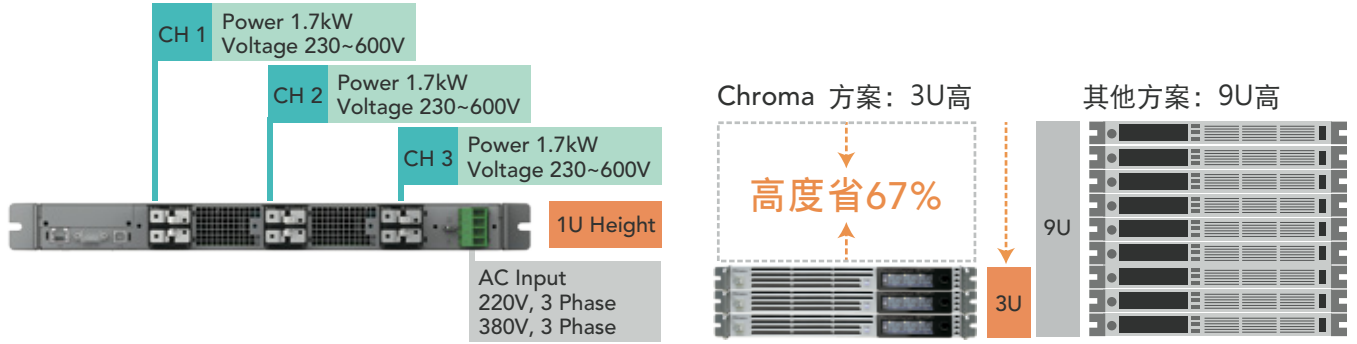 CH 1
Power 1.7kW
Voltage 230~600V
CH 2
Power 1.7kW
Voltage 230~600V
CH 3
Power 1.7kW
Voltage 230~600V
1U Height
AC Input
220V, 3 Phase
380V, 3 Phase
Chroma 方案：3U高
其他方案：9U高
高度省67%
3U
9U